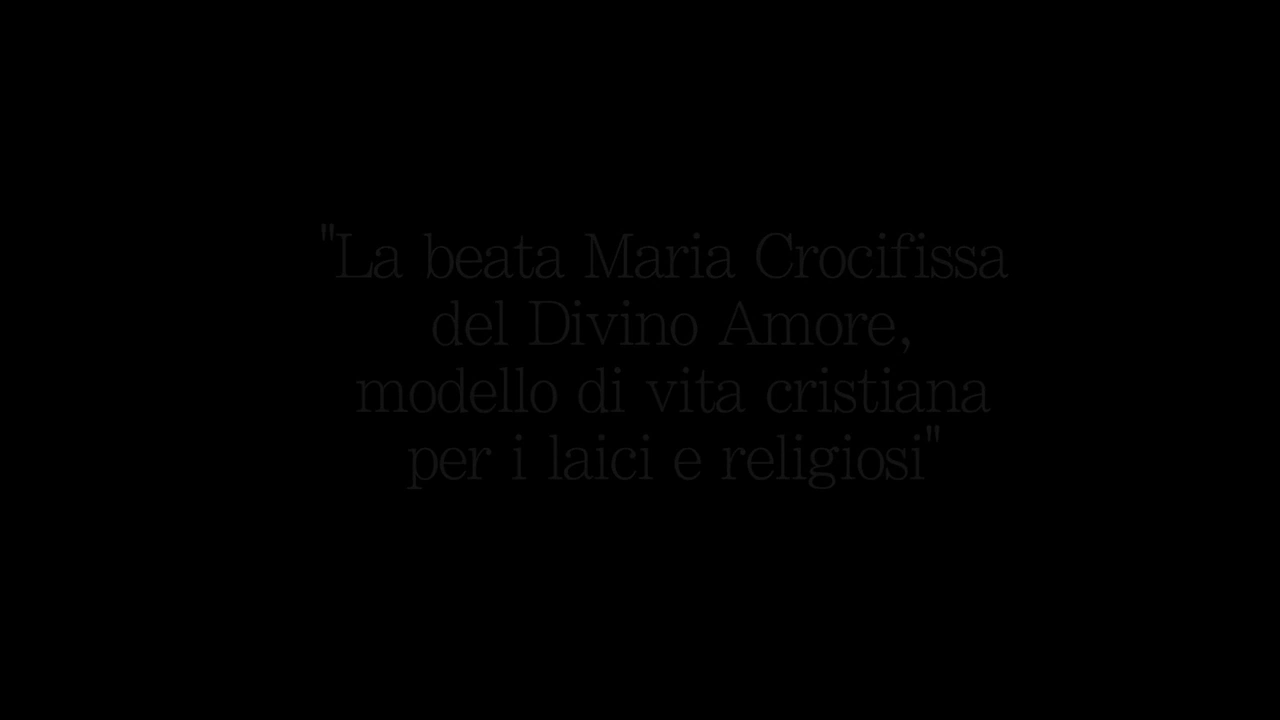 "La beata Maria Crocifissa
del Divino Amore,
modello di vita cristiana
per i laici e religiosi"